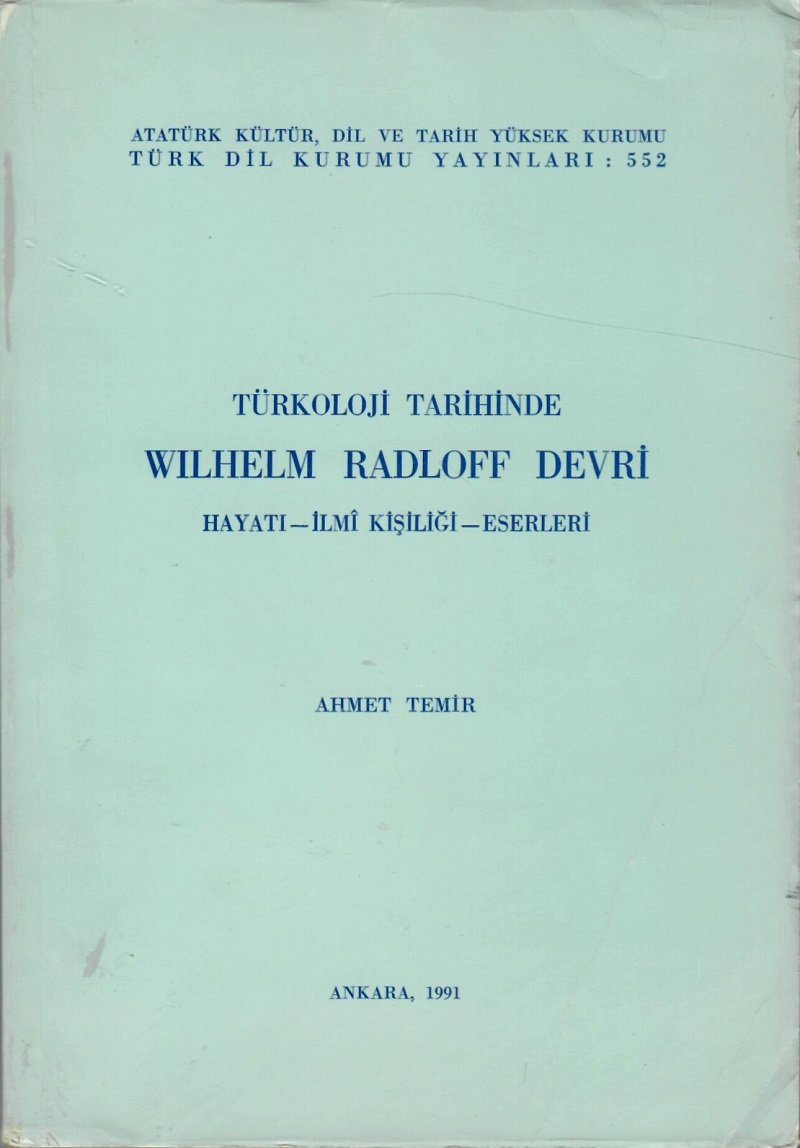 ATATÜRK KÜLTÜR, DİL VE TARİH YÜKSEK KURUMU
TÜRK DİL KURUMU YAYINLARI : 552
TÜRKOLOJİ TARİHİNDE
WILHELM RADLOFF DEVRİ
HAYATI—İLMÎ KİŞİLİĞİ—ESERLERİ
AHMET TEMİR
ANKARA, 1991